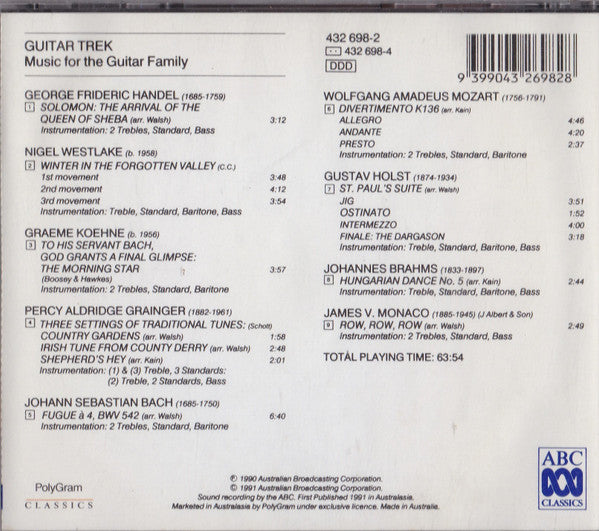 GUITAR TREK
Music for the Guitar Family
GEORGE FRIDERIC HANDEL (1685-1759)
1 SOLOMON: THE ARRIVAL OF THE
QUEEN OF SHEBA (arr. Walsh) 3:12
Instrumentation: 2 Trebles, Standard, Bass
NIGEL WESTLAKE (b. 1958)
2 WINTER IN THE FORGOTTEN VALLEY (C.C.)
1st movement 3:48
2nd movement 4:12
3rd movement 3:54
Instrumentation: Treble, Standard, Baritone, Bass
GRAEME KOEHNE (b. 1956)
3 TO HIS SERVANT BACH,
GOD GRANTS A FINAL GLIMPSE:
THE MORNING STAR 3:57
(Boosey & Hawkes)
Instrumentation: 2 Trebles, Standard, Baritone
PERCY ALDRIDGE GRAINGER (1882-1961)
4 THREE SETTINGS OF TRADITIONAL TUNES: (Schott)
COUNTRY GARDENS (arr. Walsh) 1:58
IRISH TUNE FROM COUNTY DERRY (arr. Walsh) 2:48
SHEPHERD'S HEY (arr. Kain) 2:01
Instrumentation: (1) & (3) Treble, 3 Standards:
(2) Treble, 2 Standards, Bass
JOHANN SEBASTIAN BACH (1685-1750)
5 FUGUE à 4, BWV 542 (arr. Walsh) 6:40
Instrumentation: 2 Trebles, Standard, Baritone
432 698-2
432 698-4
DDD
9 399043 269828
WOLFGANG AMADEUS MOZART (1756-1791)
6 DIVERTIMENTO K136 (arr. Kain)
ALLEGRO 4:46
ANDANTE 4:20
PRESTO 2:37
Instrumentation: 2 Trebles, Standard, Baritone
GUSTAV HOLST (1874-1934)
7 ST. PAUL'S SUITE (arr. Walsh)
JIG 3:51
OSTINATO 1:52
INTERMEZZO 4:00
FINALE: THE DARGASON 3:18
Instrumentation: Treble, Standard, Baritone, Bass
JOHANNES BRAHMS (1833-1897)
8 HUNGARIAN DANCE No. 5 (arr. Kain) 2:44
Instrumentation: 2 Trebles, Standard, Baritone
JAMES V. MONACO (1885-1945) (J Albert & Son)
9 ROW, ROW, ROW (arr. Walsh) 2:49
Instrumentation: 2 Trebles, Standard, Bass
TOTAL PLAYING TIME: 63:54
PolyGram
CLASSICS
℗ 1990 Australian Broadcasting Corporation.
© 1991 Australian Broadcasting Corporation.
Sound recording by the ABC. First Published 1991 in Australasia.
Marketed in Australasia by PolyGram under exclusive licence. Made in Australia.
ABC
CLASSICS